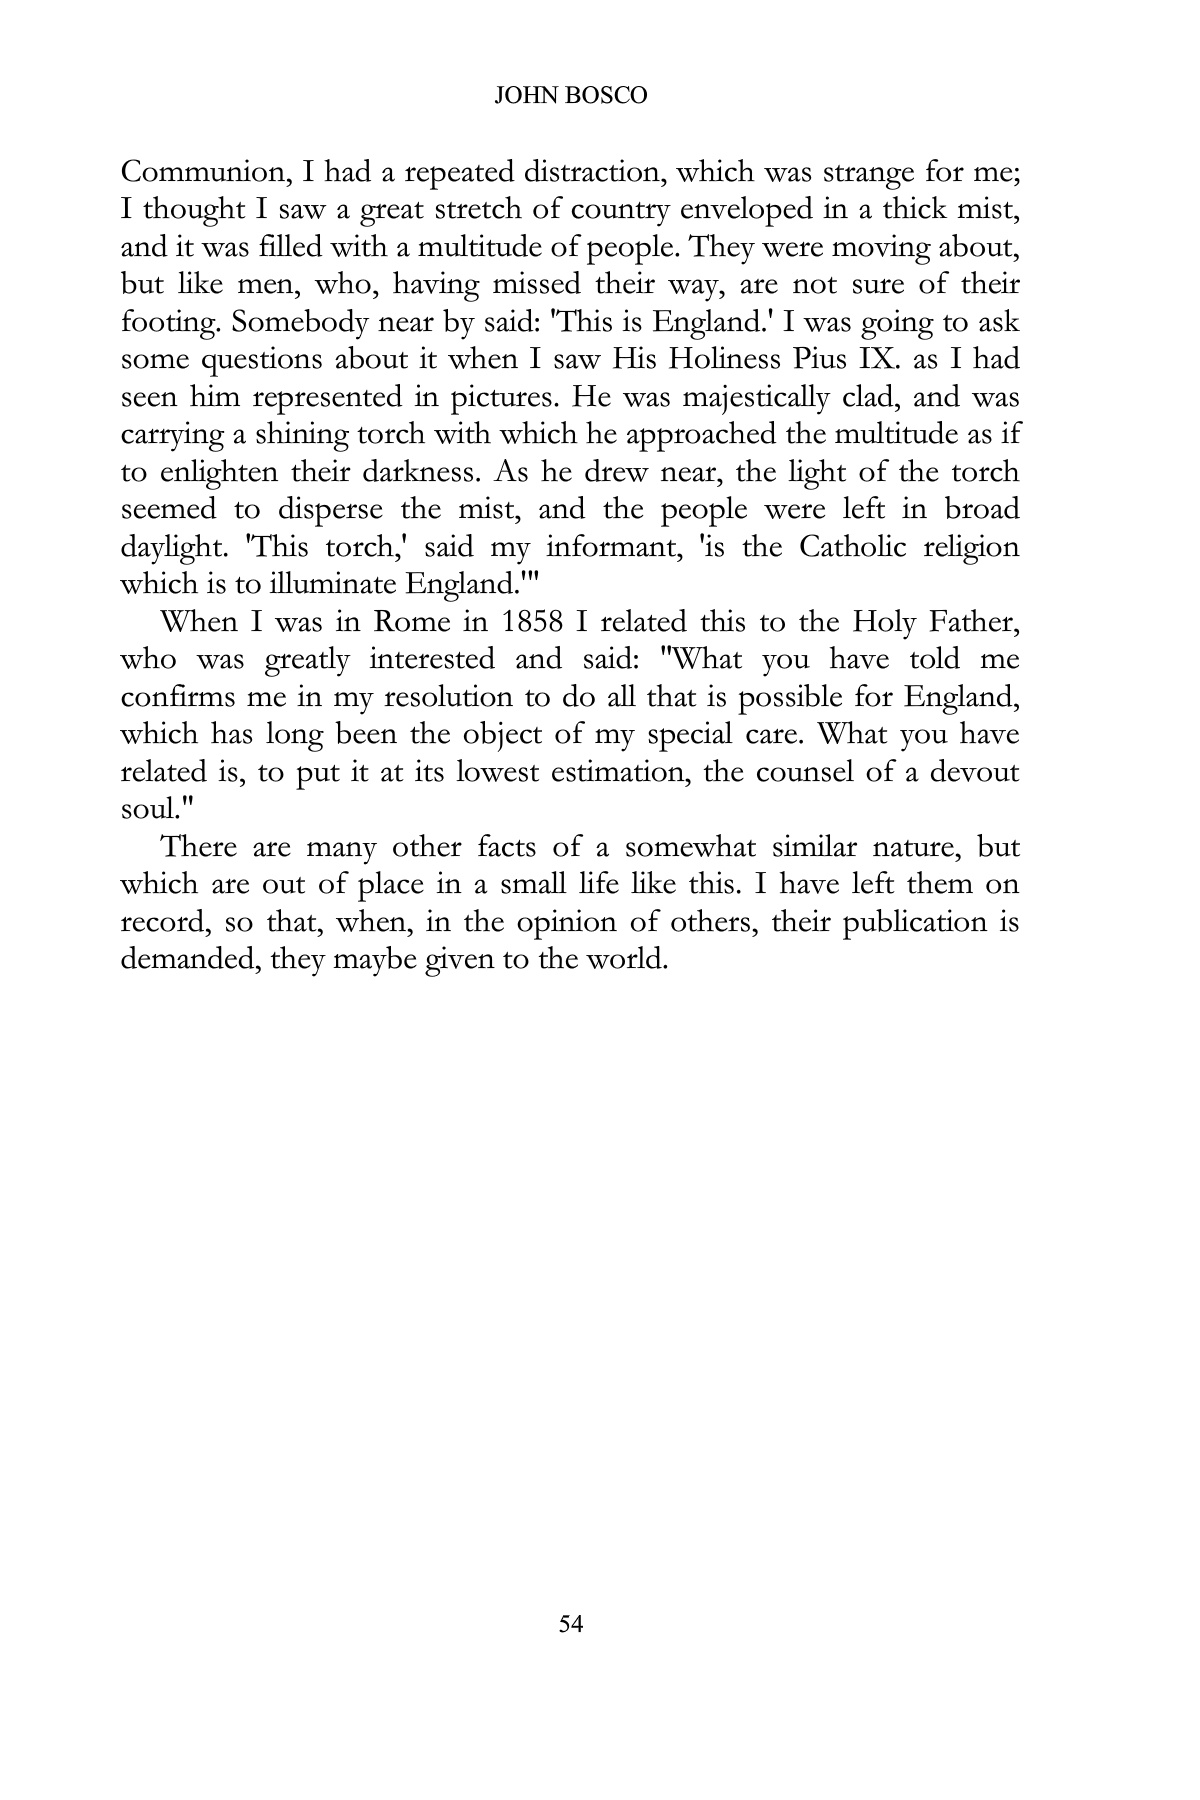 JOHN BOSCO
Communion, I had a repeated distraction, which was strange for me;
I thought I saw a great stretch of country enveloped in a thick mist,
and it was filled with a multitude of people. They were moving about,
but like men, who, having missed their way, are not sure of their
footing. Somebody near by said: 'This is England.' I was going to ask
some questions about it when I saw His Holiness Pius IX. as I had
seen him represented in pictures. He was majestically clad, and was
carrying a shining torch with which he approached the multitude as if
to enlighten their darkness. As he drew near, the light of the torch
seemed to disperse the mist, and the people were left in broad
daylight. 'This torch,' said my informant, 'is the Catholic religion
which is to illuminate England.'"
When I was in Rome in 1858 I related this to the Holy Father,
who was greatly interested and said: "What you have told me
confirms me in my resolution to do all that is possible for England,
which has long been the object of my special care. What you have
related is, to put it at its lowest estimation, the counsel of a devout
soul."
There are many other facts of a somewhat similar nature, but
which are out of place in a small life like this. I have left them on
record, so that, when, in the opinion of others, their publication is
demanded, they maybe given to the world.
54